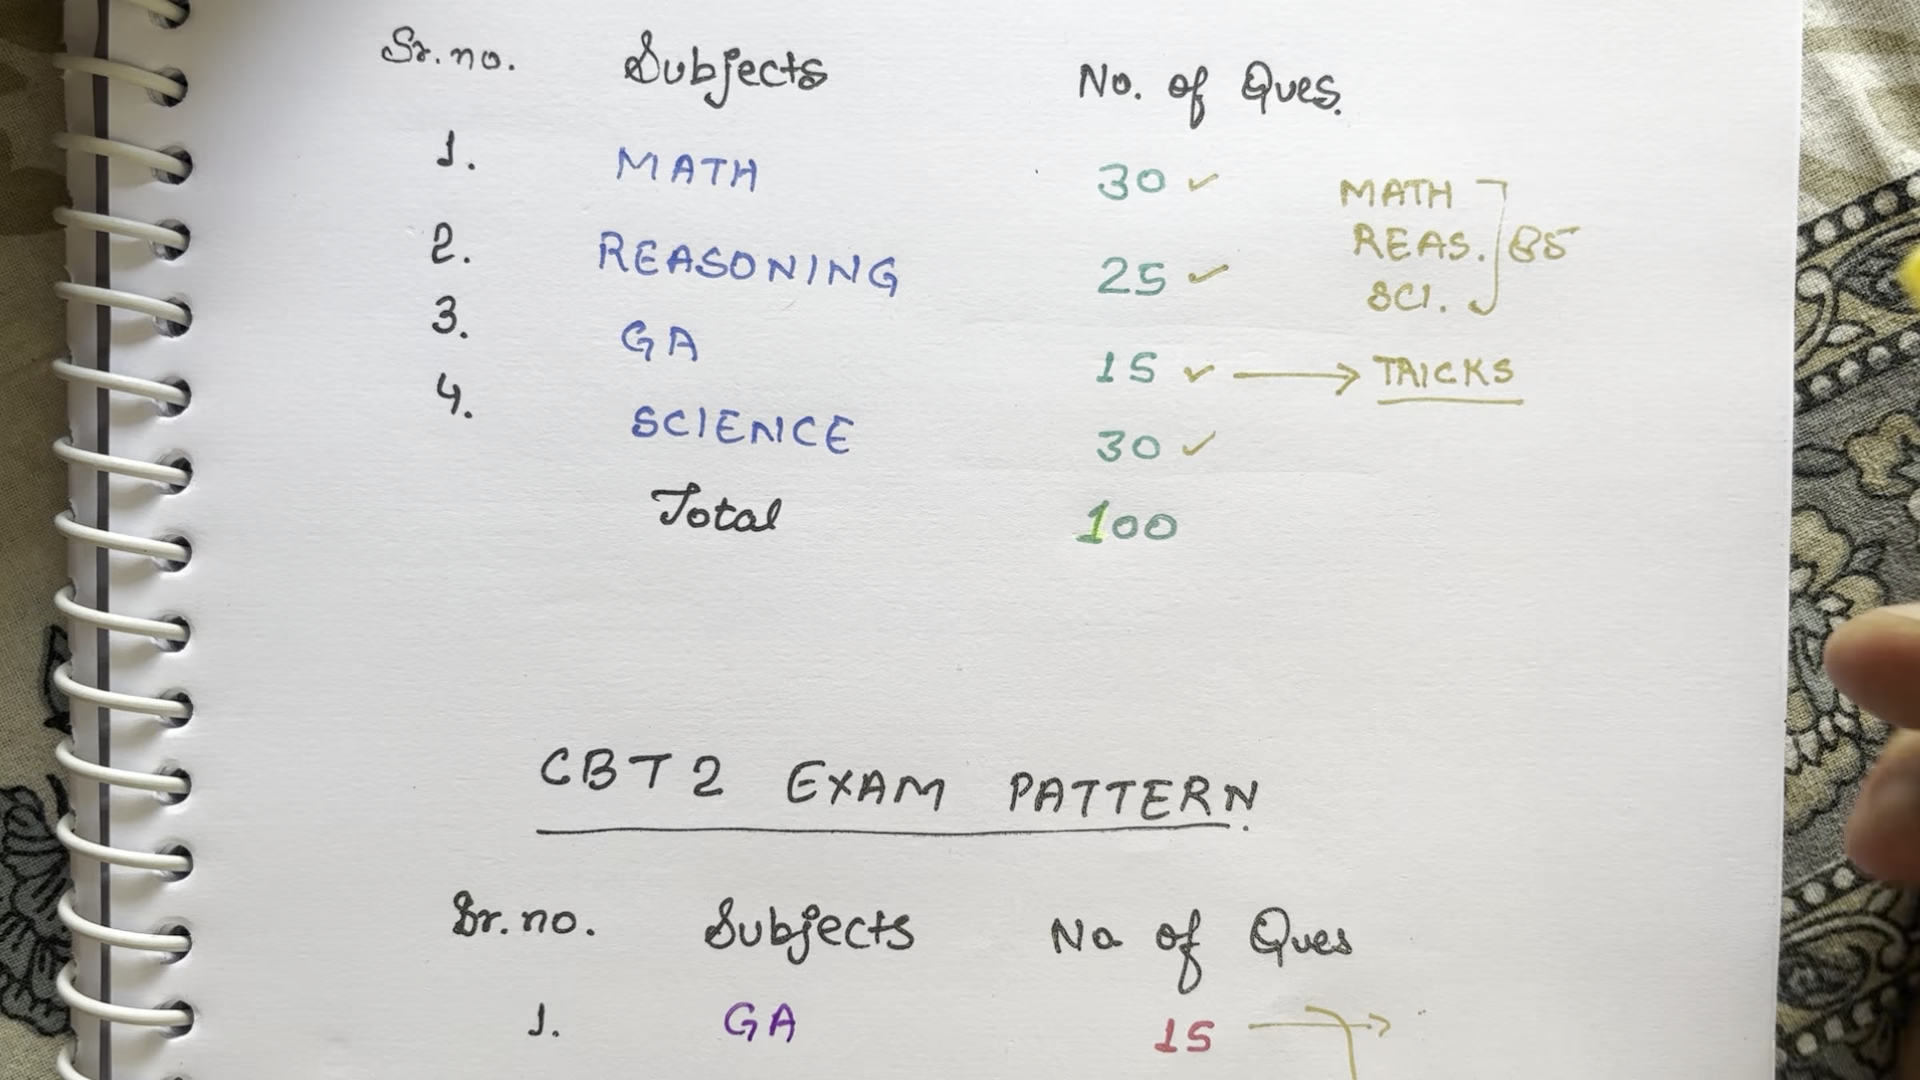 Sr.no. Subjects No. of Ques.
1. MATH 30 ✓
2. REASONING 25 ✓
3. GA 15 ✓ → TRICKS
4. SCIENCE 30 ✓
Total 100
MATH
REAS.
SCI.
85
CBT 2 EXAM PATTERN.
Sr.no. Subjects No of Ques
1. GA 15 →